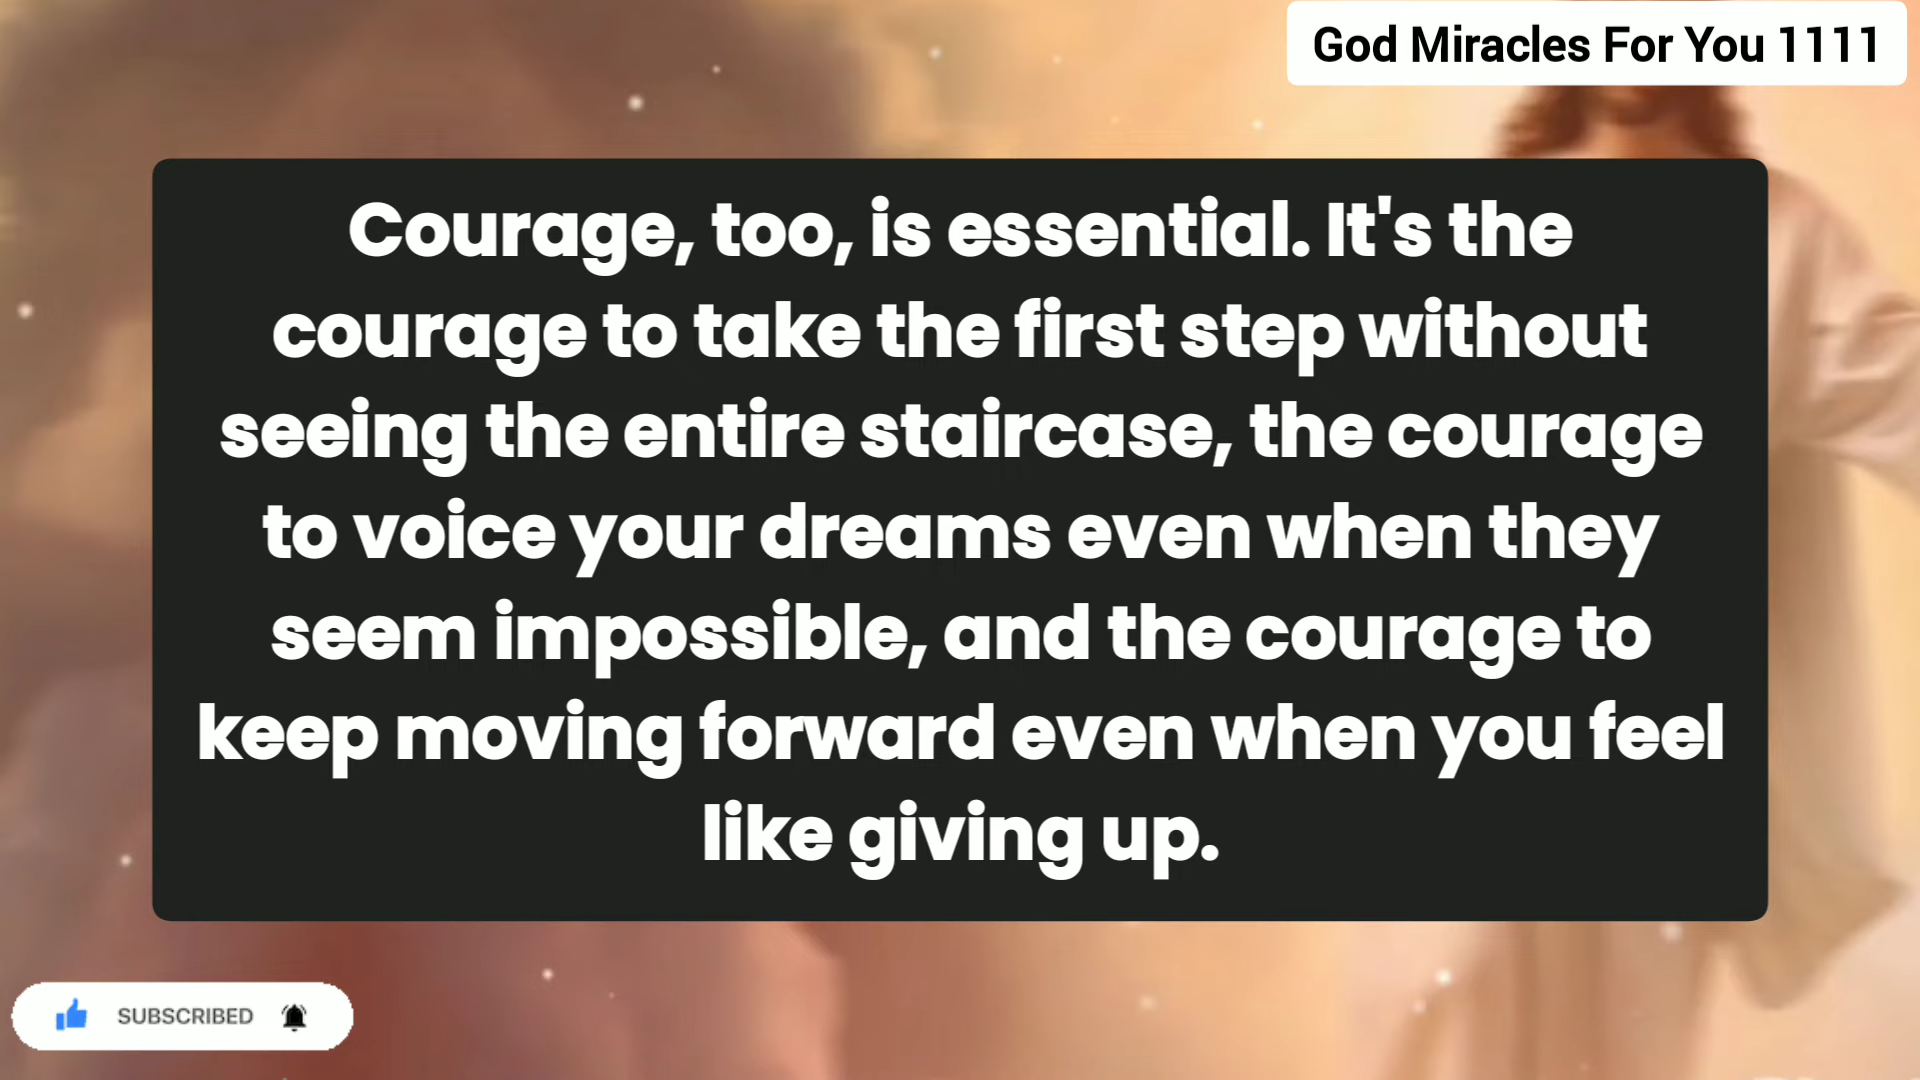 God Miracles For You 1111
Courage, too, is essential. It's the
courage to take the first step without
seeing the entire staircase, the courage
to voice your dreams even when they
seem impossible, and the courage to
keep moving forward even when you feel
like giving up.
SUBSCRIBED